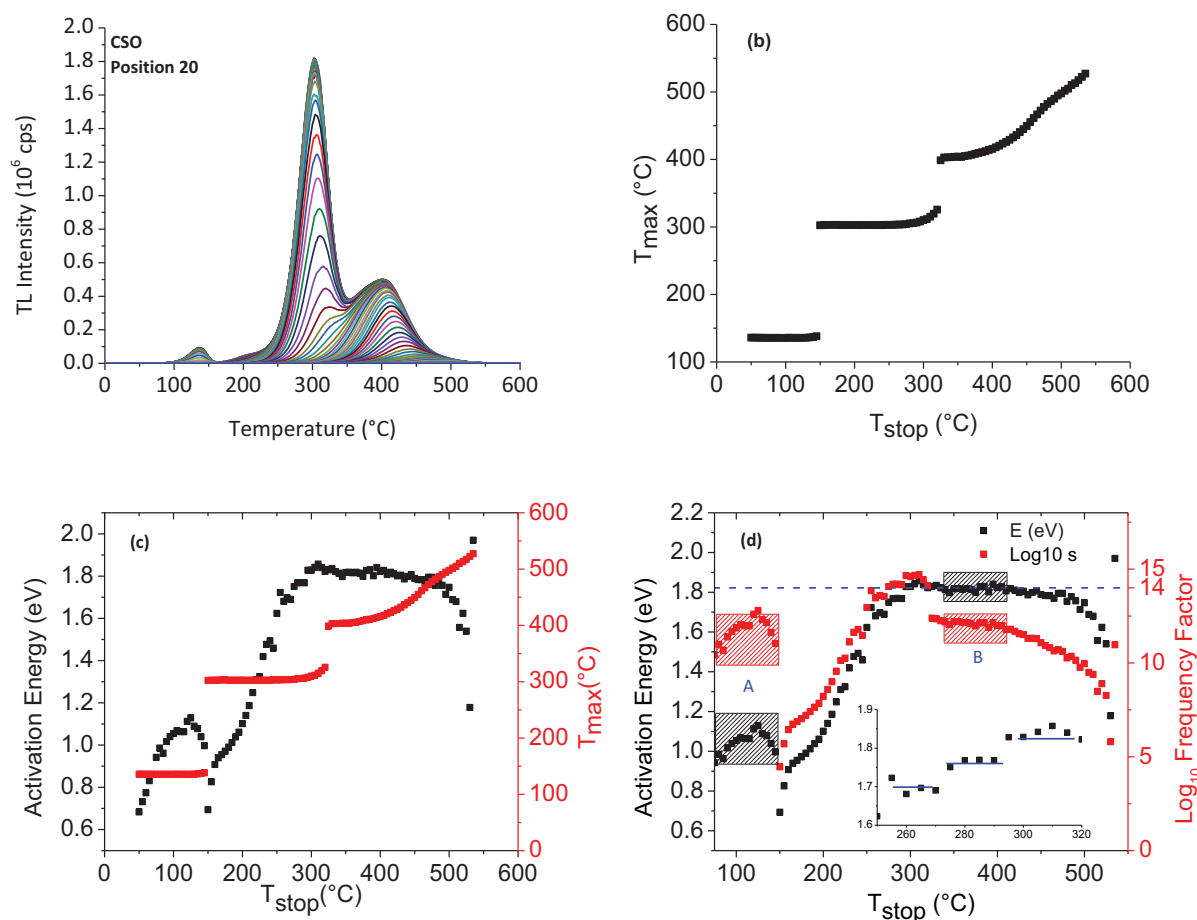 CSO
Position 20
TL Intensity (10⁶ cps)
2.0
1.8
1.6
1.4
1.2
1.0
0.8
0.6
0.4
0.2
0.0
0 100 200 300 400 500 600
Temperature (°C)
(b)
T_max (°C)
600
500
400
300
200
100
0 100 200 300 400 500 600
T_stop (°C)
(c)
Activation Energy (eV)
2.0
1.8
1.6
1.4
1.2
1.0
0.8
0.6
600
500
400
300
200
100
0
T_max (°C)
0 100 200 300 400 500 600
T_stop(°C)
(d)
E (eV)
Log10 s
Activation Energy (eV)
2.2
2.0
1.8
1.6
1.4
1.2
1.0
0.8
0.6
A
B
15
14
10
5
0
Log₁₀ Frequency Factor
1.9
1.8
1.7
1.6
260 280 300 320
100 200 300 400 500
T_stop (°C)